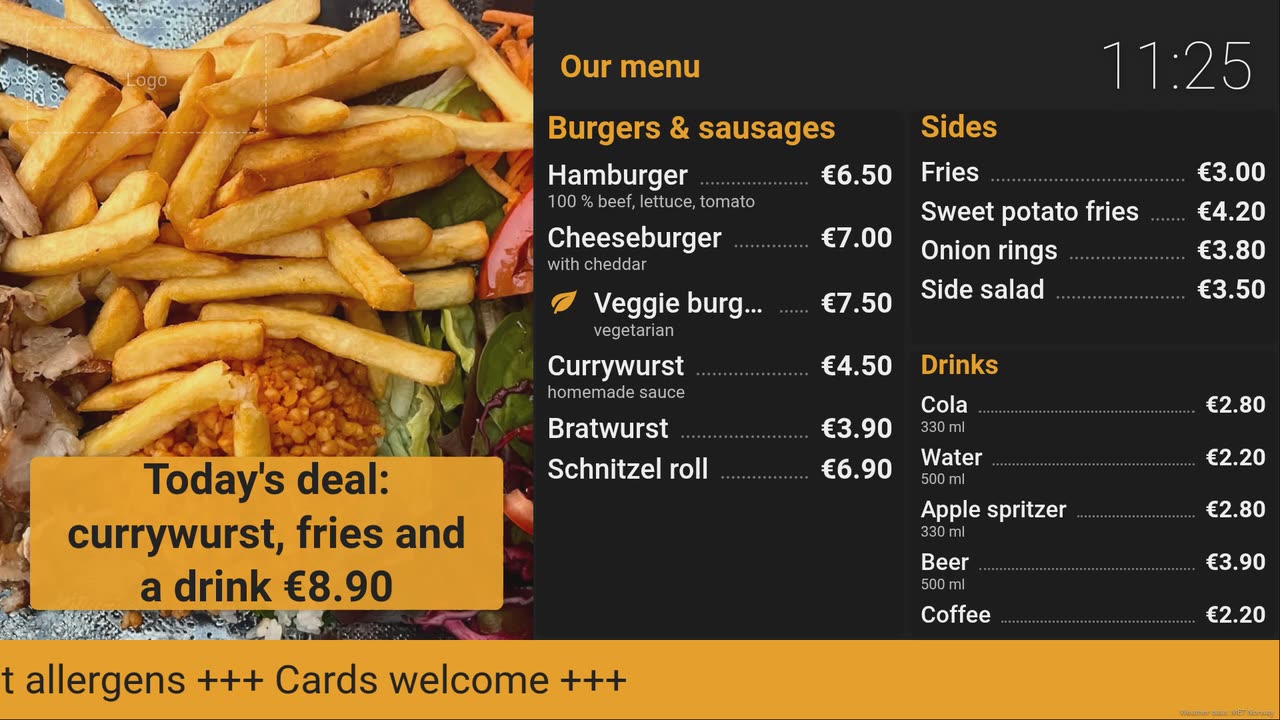 Logo
Today's deal:
currywurst, fries and
a drink €8.90
Our menu
11:25
Burgers & sausages
Hamburger €6.50
100 % beef, lettuce, tomato
Cheeseburger €7.00
with cheddar
Veggie burg... €7.50
vegetarian
Currywurst €4.50
homemade sauce
Bratwurst €3.90
Schnitzel roll €6.90
Sides
Fries €3.00
Sweet potato fries €4.20
Onion rings €3.80
Side salad €3.50
Drinks
Cola €2.80
330 ml
Water €2.20
500 ml
Apple spritzer €2.80
330 ml
Beer €3.90
500 ml
Coffee €2.20
t allergens +++ Cards welcome +++